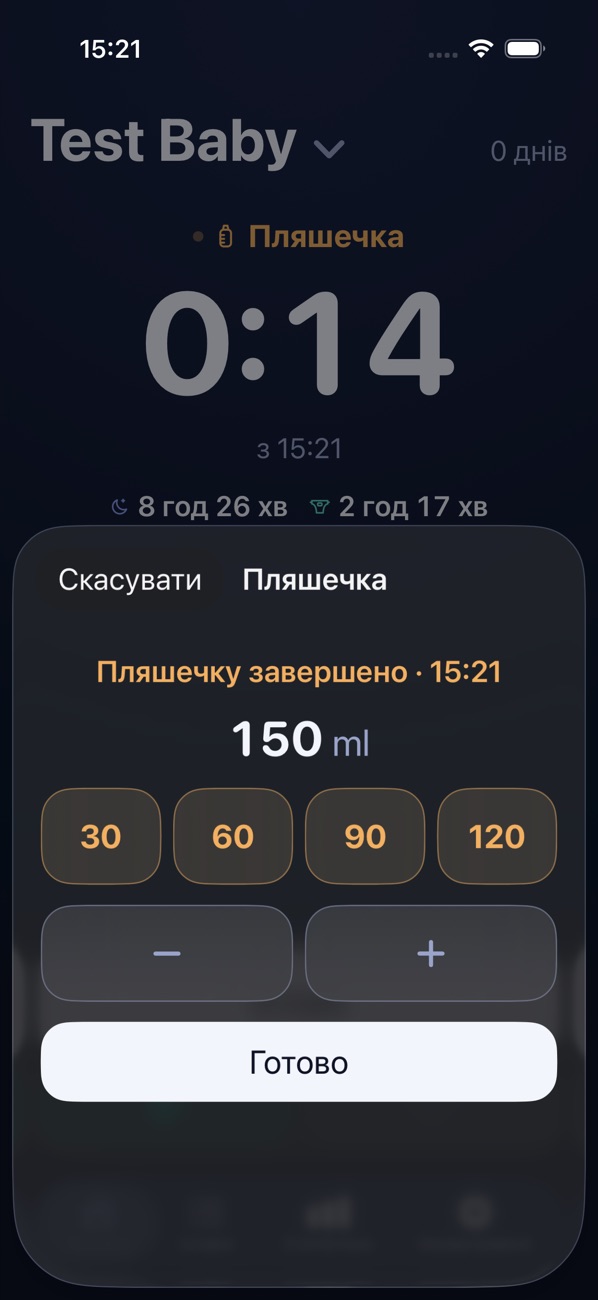 15:21
Test Baby
0 днів
Пляшечка
0:14
з 15:21
8 год 26 хв 2 год 17 хв
Скасувати Пляшечка
Пляшечку завершено · 15:21
150 ml
30 60 90 120
− +
Готово